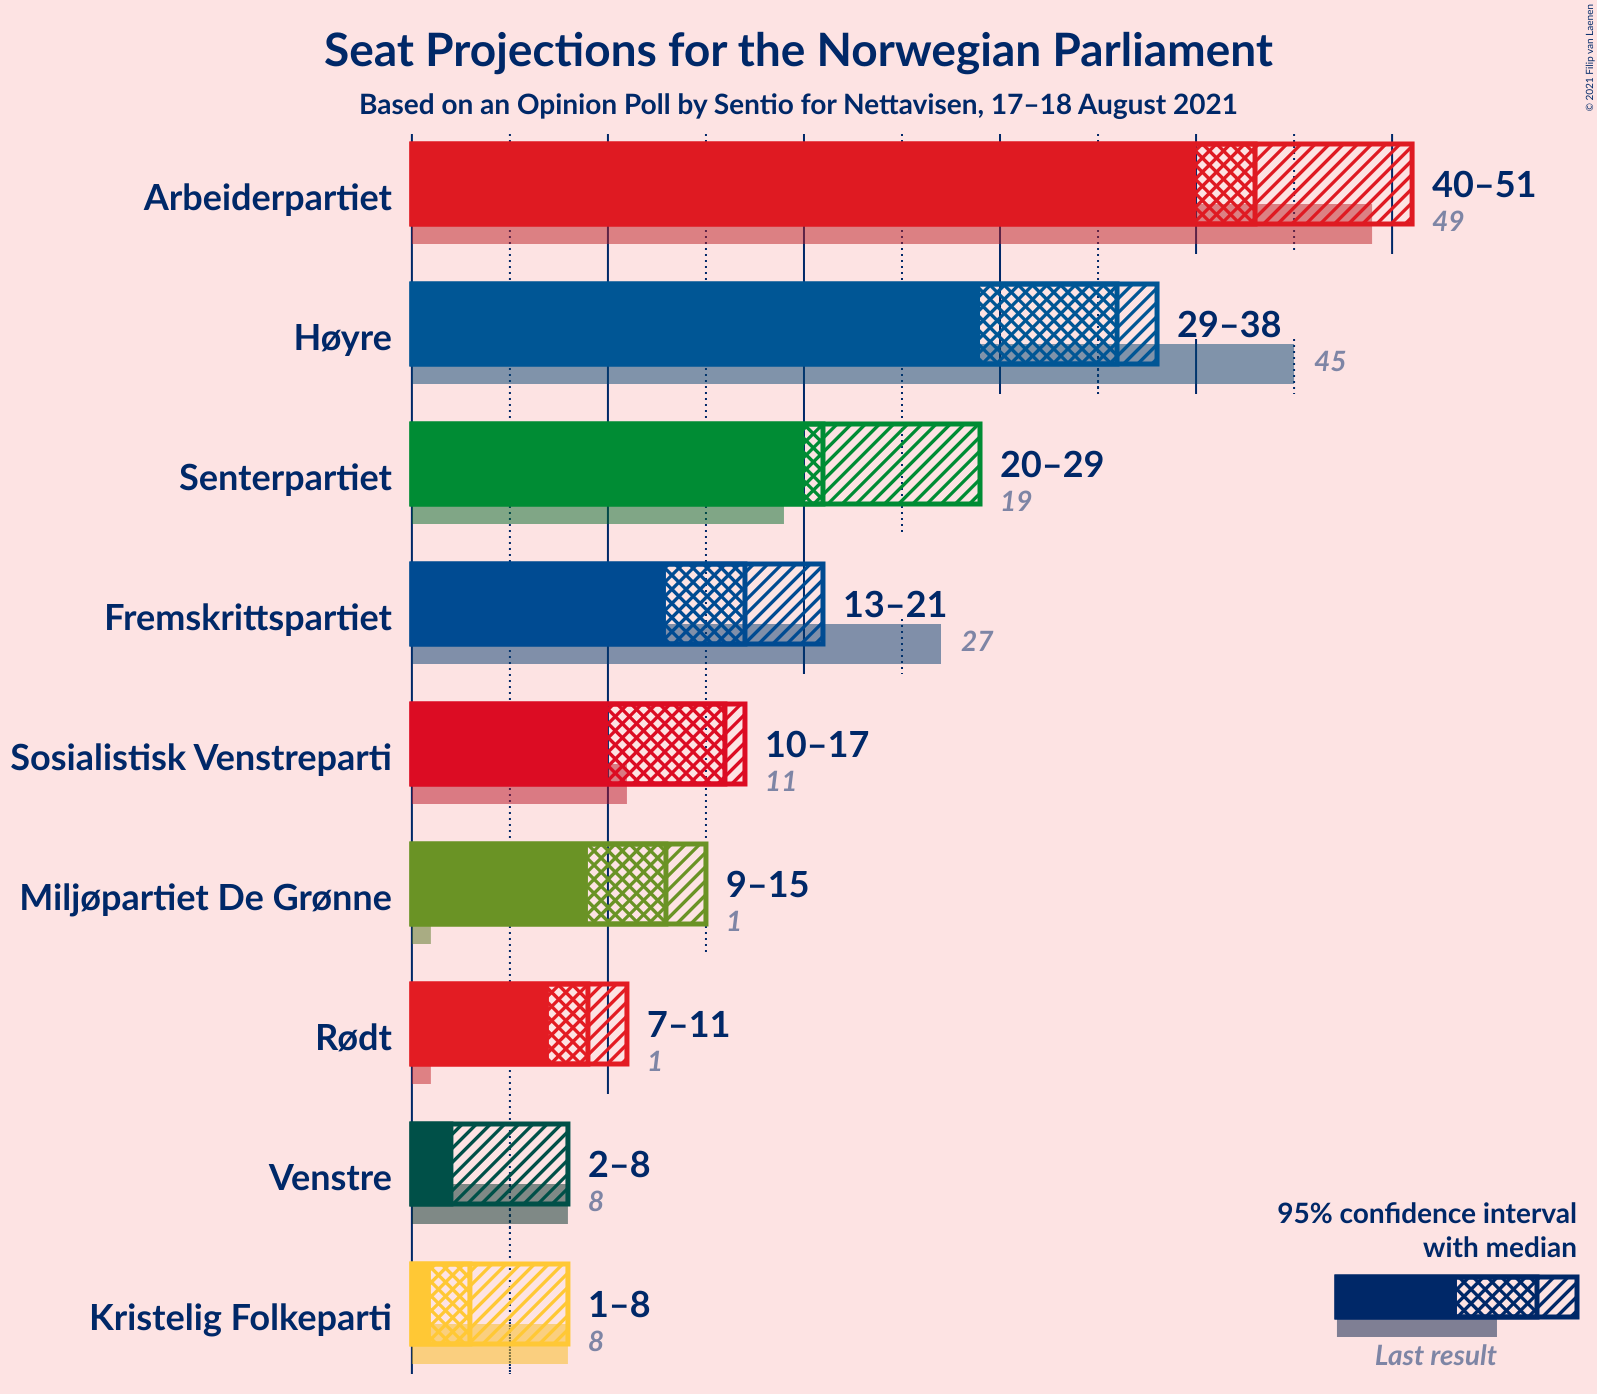 Seat Projections for the Norwegian Parliament
Based on an Opinion Poll by Sentio for Nettavisen, 17–18 August 2021
© 2021 Filip van Laenen
Arbeiderpartiet
40–51
49
Høyre
29–38
45
Senterpartiet
20–29
19
Fremskrittspartiet
13–21
27
Sosialistisk Venstreparti
10–17
11
Miljøpartiet De Grønne
9–15
1
Rødt
7–11
1
Venstre
2–8
8
Kristelig Folkeparti
1–8
8
95% confidence interval
with median
Last result